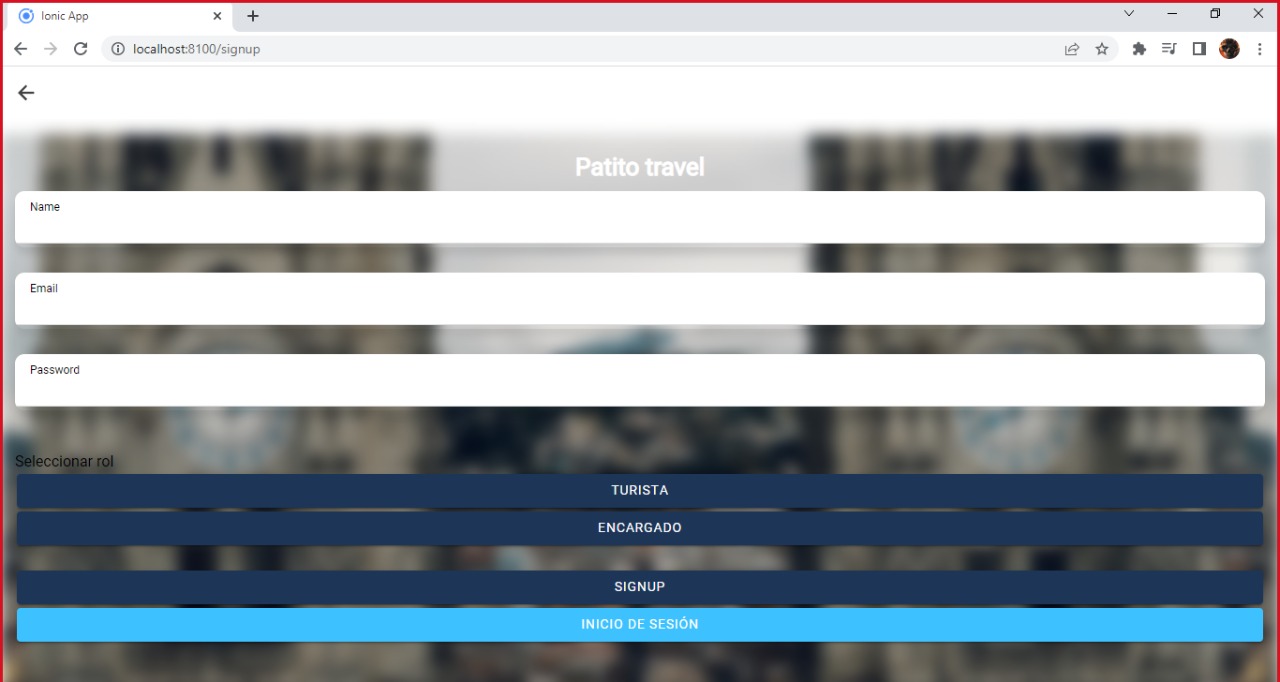 Ionic App
localhost:8100/signup
Patito travel
Name
Email
Password
Seleccionar rol
TURISTA
ENCARGADO
SIGNUP
INICIO DE SESIÓN